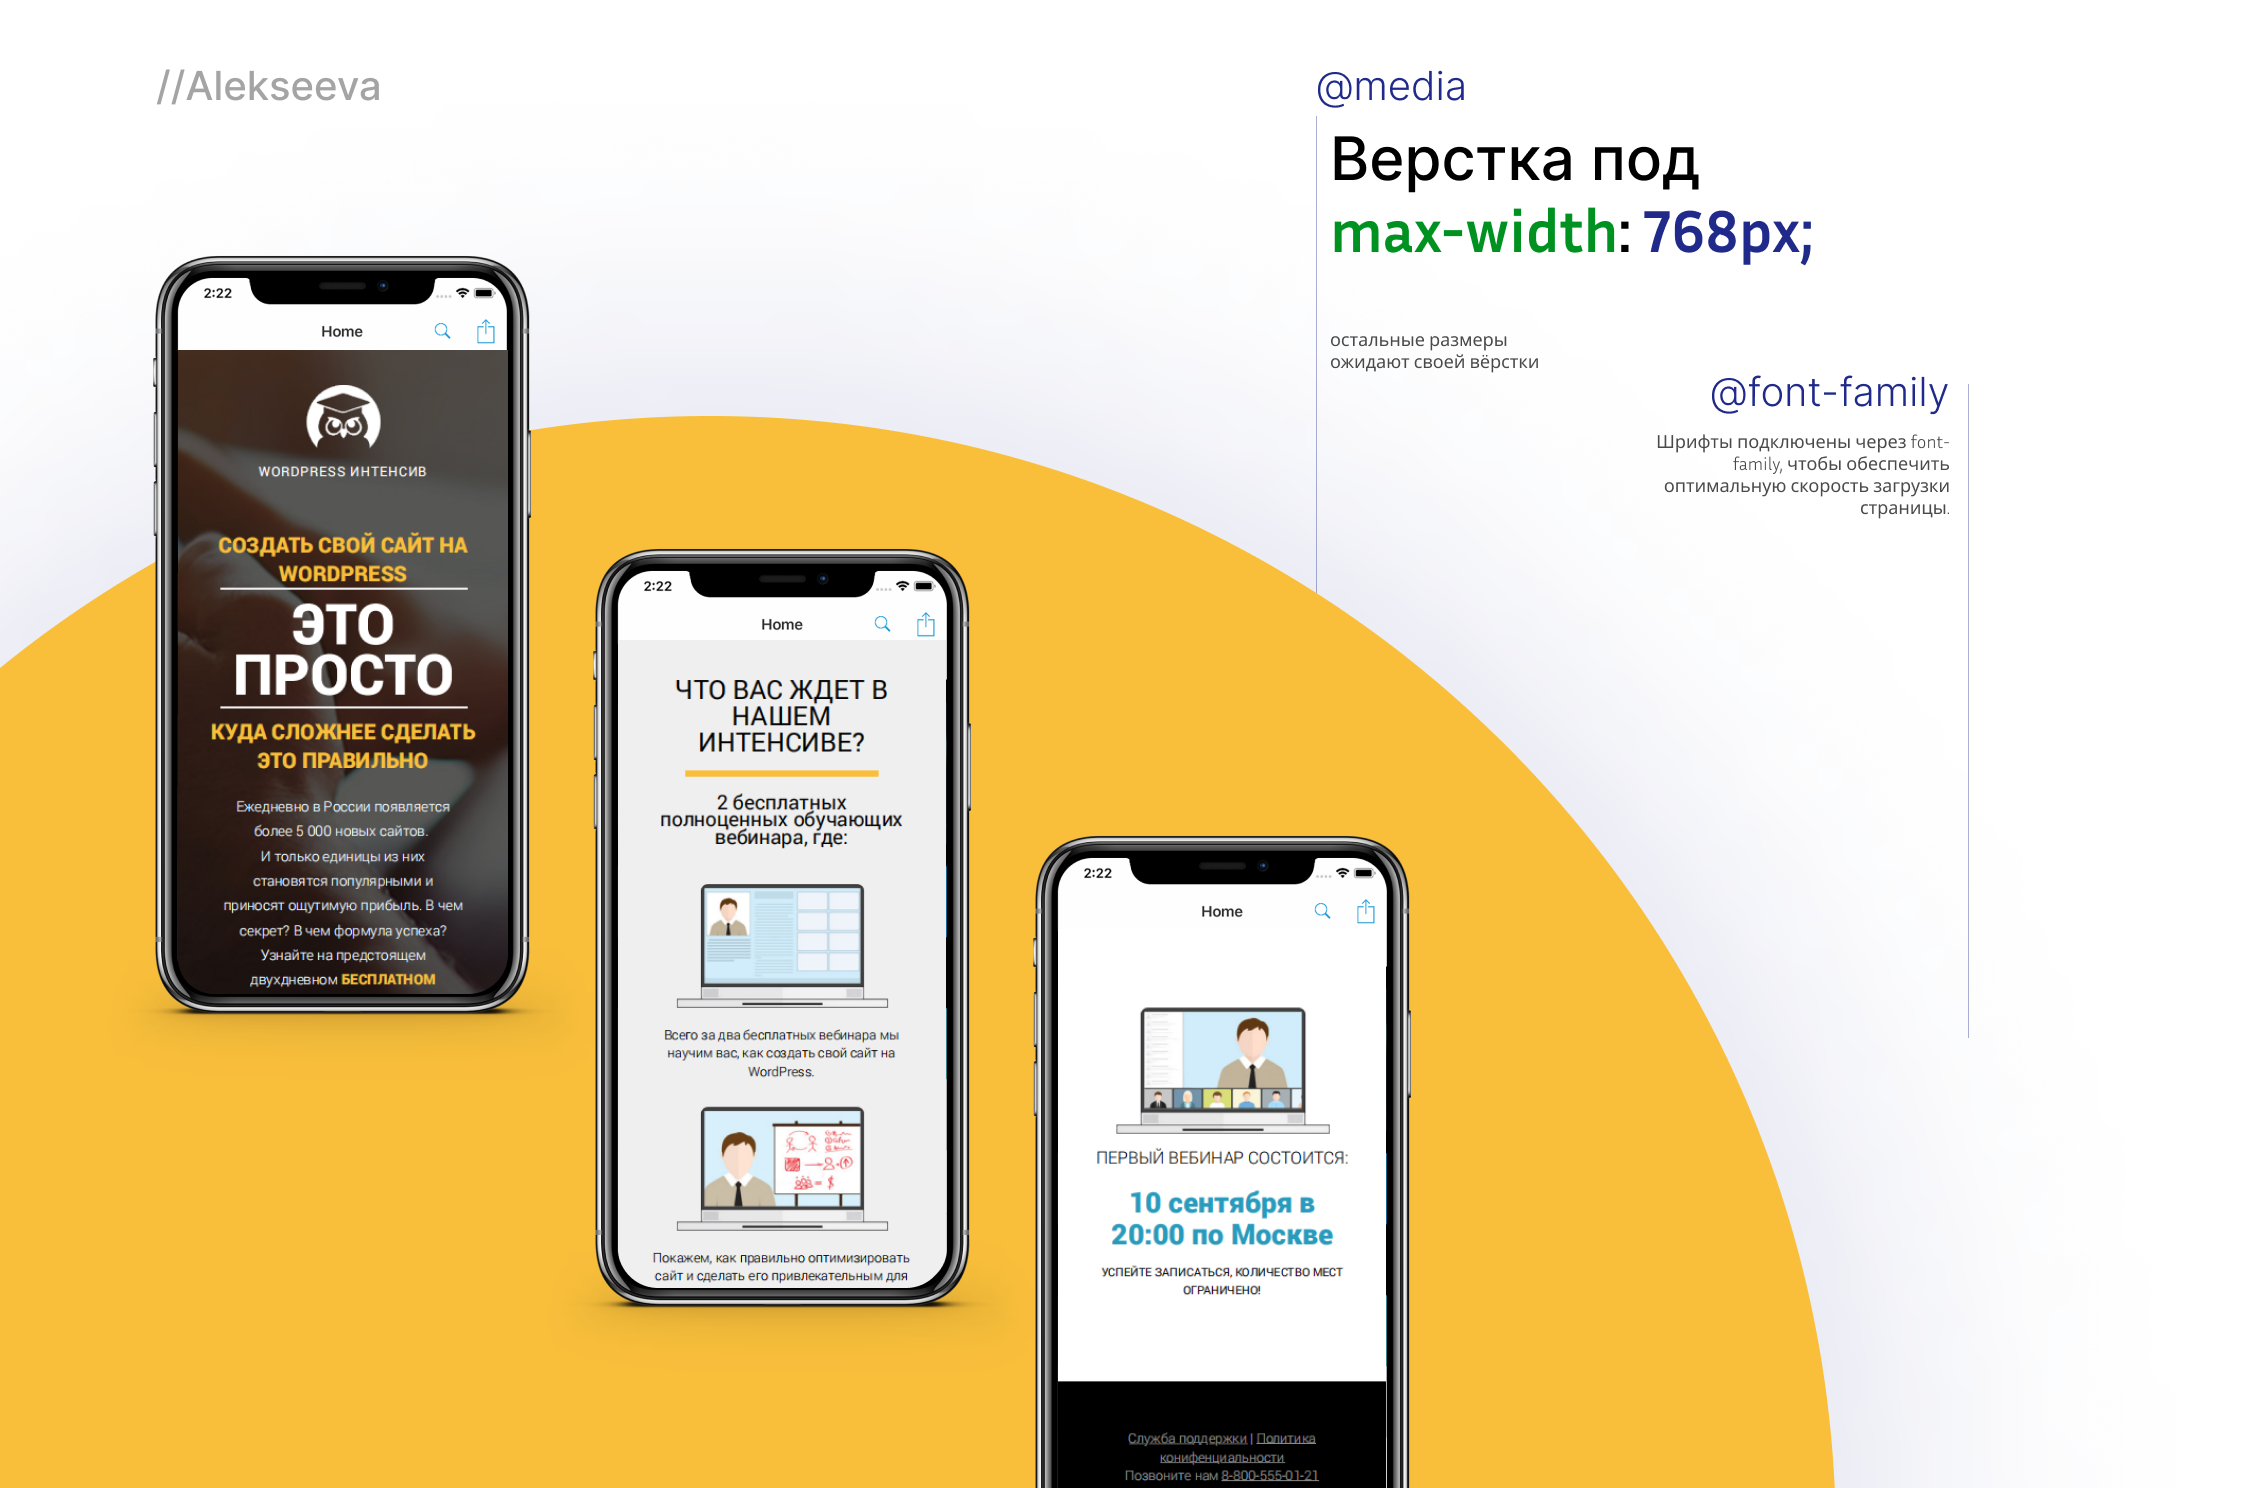 //Alekseeva
@media
Верстка под
max-width: 768px;
остальные размеры
ожидают своей вёрстки
@font-family
Шрифты подключены через font-
family, чтобы обеспечить
оптимальную скорость загрузки
страницы.
2:22
Home
WORDPRESS ИНТЕНСИВ
СОЗДАТЬ СВОЙ САЙТ НА
WORDPRESS
ЭТО
ПРОСТО
КУДА СЛОЖНЕЕ СДЕЛАТЬ
ЭТО ПРАВИЛЬНО
Ежедневно в России появляется
более 5 000 новых сайтов.
И только единицы из них
становятся популярными и
приносят ощутимую прибыль. В чем
секрет? В чем формула успеха?
Узнайте на предстоящем
двухдневном БЕСПЛАТНОМ
2:22
Home
ЧТО ВАС ЖДЕТ В
НАШЕМ
ИНТЕНСИВЕ?
2 бесплатных
полноценных обучающих
вебинара, где:
Всего за два бесплатных вебинара мы
научим вас, как создать свой сайт на
WordPress.
Покажем, как правильно оптимизировать
сайт и сделать его привлекательным для
2:22
Home
ПЕРВЫЙ ВЕБИНАР СОСТОИТСЯ:
10 сентября в
20:00 по Москве
УСПЕЙТЕ ЗАПИСАТЬСЯ, КОЛИЧЕСТВО МЕСТ
ОГРАНИЧЕНО!
Служба поддержки | Политика
кониФенциальности
Позвоните нам 8-800-555-01-21